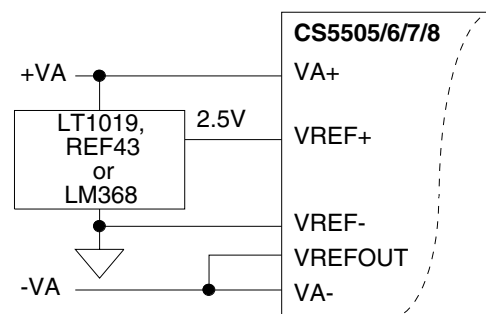 CS5505/6/7/8
+VA
VA+
LT1019,
REF43
or
LM368
2.5V
VREF+
VREF-
VREFOUT
-VA
VA-